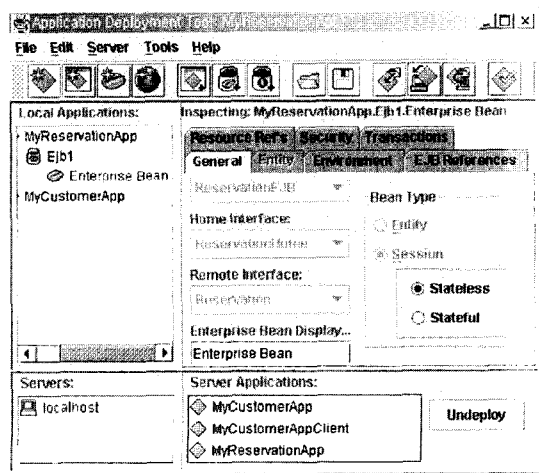 Application Deployment Tool: MyReservation
File Edit Server Tools Help
Local Applications:
MyReservationApp
Ejb1
Enterprise Bean
MyCustomerApp
Inspecting: MyReservationApp.Ejb1.Enterprise Bean
Resource Ref's Security Transactions
General Entity Environment EJB References
ReservationEJB
Home Interface:
ReservationHome
Remote Interface:
Reservation
Enterprise Bean Display...
Enterprise Bean
Bean Type
Entity
Session
Stateless
Stateful
Servers:
localhost
Server Applications:
MyCustomerApp
MyCustomerAppClient
MyReservationApp
Undeploy